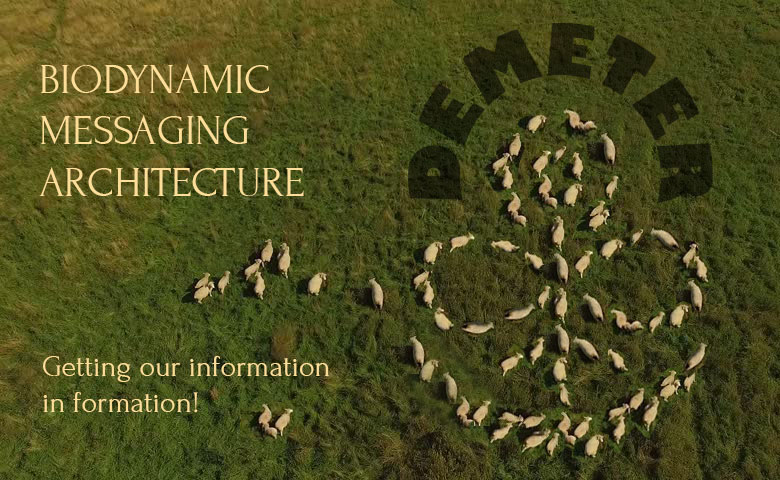 BIODYNAMIC
MESSAGING
ARCHITECTURE
DEMETER
Getting our information
in formation!